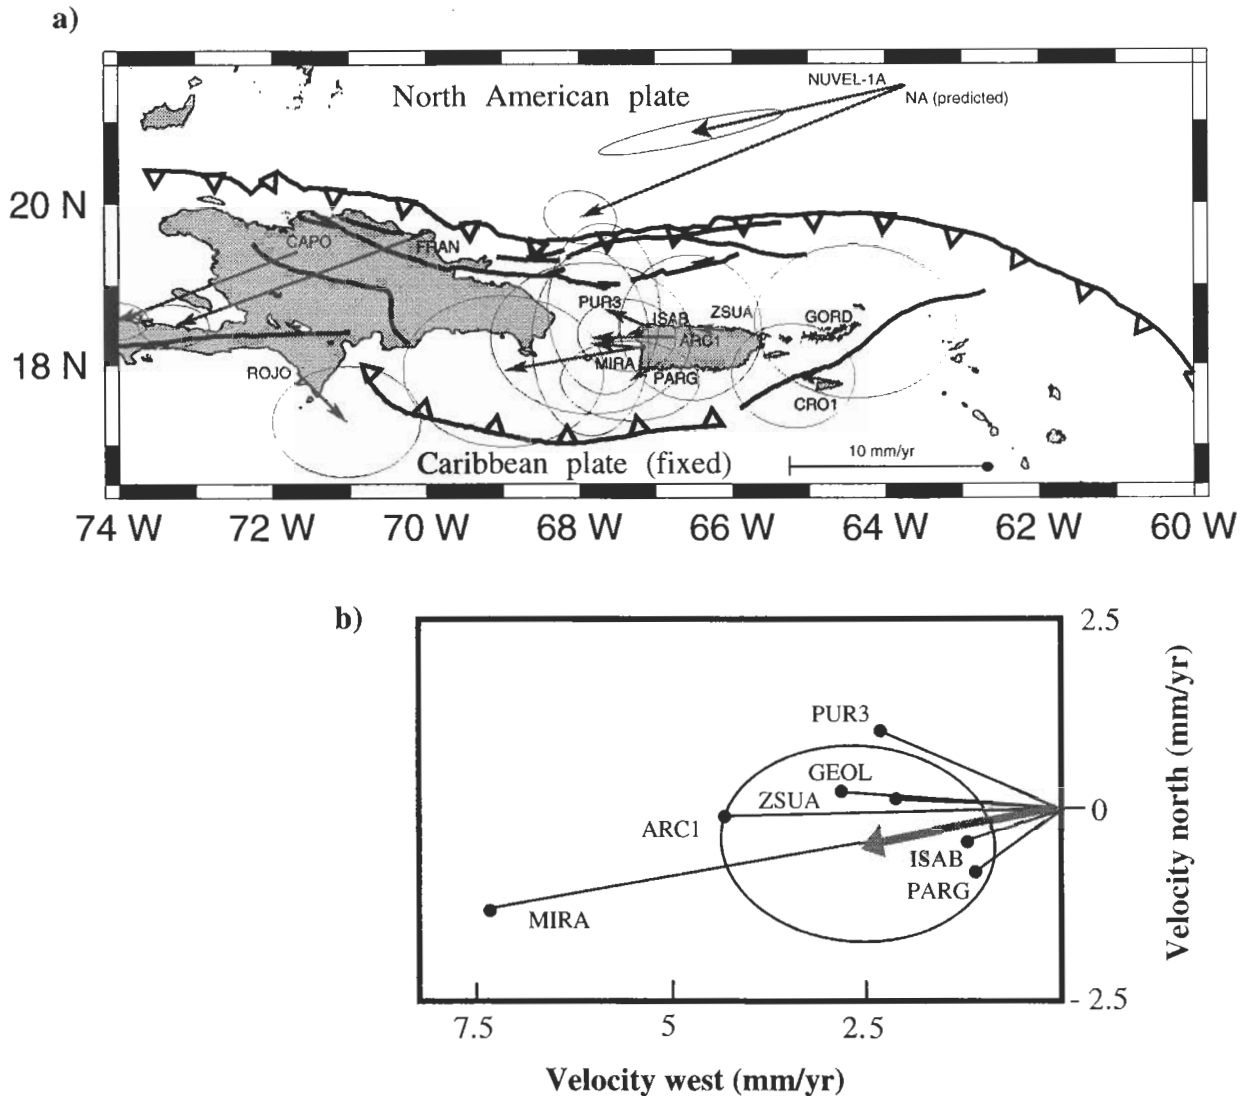 a)
North American plate
NUVEL-1A
NA (predicted)
20 N
CAPO
FRAN
PUR3
ISAB
ZSUA
GORD
ARC1
18 N
MIRA
PARG
ROJO
CRO1
10 mm/yr
Caribbean plate (fixed)
74 W 72 W 70 W 68 W 66 W 64 W 62 W 60 W
b)
2.5
PUR3
GEOL
ZSUA
0
ARC1
ISAB
PARG
MIRA
Velocity north (mm/yr)
- 2.5
7.5 5 2.5
Velocity west (mm/yr)